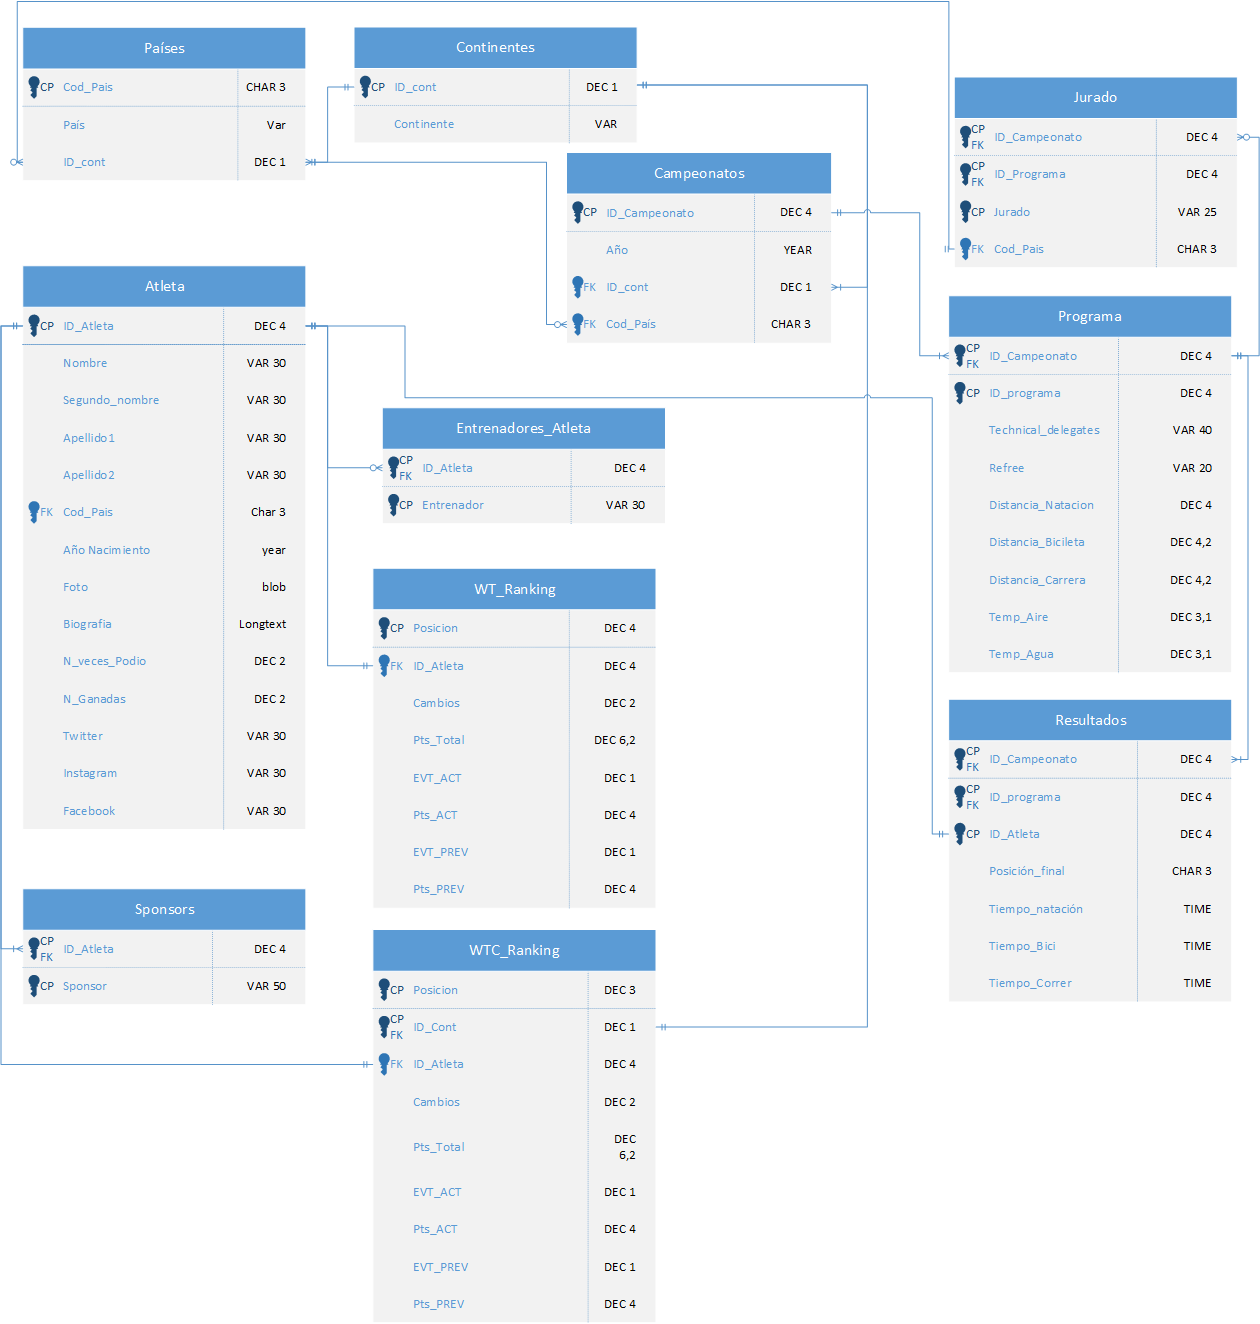 Países
CP Cod_Pais CHAR 3
País Var
ID_cont DEC 1
Continentes
CP ID_cont DEC 1
Continente VAR
Jurado
CP
FK
ID_Campeonato DEC 4
CP
FK
ID_Programa DEC 4
CP Jurado VAR 25
FK Cod_Pais CHAR 3
Campeonatos
CP ID_Campeonato DEC 4
Año YEAR
FK ID_cont DEC 1
FK Cod_País CHAR 3
Atleta
CP ID_Atleta DEC 4
Nombre VAR 30
Segundo_nombre VAR 30
Apellido1 VAR 30
Apellido2 VAR 30
FK Cod_Pais Char 3
Año Nacimiento year
Foto blob
Biografia Longtext
N_veces_Podio DEC 2
N_Ganadas DEC 2
Twitter VAR 30
Instagram VAR 30
Facebook VAR 30
Programa
CP
FK
ID_Campeonato DEC 4
CP ID_programa DEC 4
Technical_delegates VAR 40
Refree VAR 20
Distancia_Natacion DEC 4
Distancia_Bicileta DEC 4,2
Distancia_Carrera DEC 4,2
Temp_Aire DEC 3,1
Temp_Agua DEC 3,1
Entrenadores_Atleta
CP
FK
ID_Atleta DEC 4
CP Entrenador VAR 30
WT_Ranking
CP Posicion DEC 4
FK ID_Atleta DEC 4
Cambios DEC 2
Pts_Total DEC 6,2
EVT_ACT DEC 1
Pts_ACT DEC 4
EVT_PREV DEC 1
Pts_PREV DEC 4
Resultados
CP
FK
ID_Campeonato DEC 4
CP
FK
ID_programa DEC 4
CP ID_Atleta DEC 4
Posición_final CHAR 3
Tiempo_natación TIME
Tiempo_Bici TIME
Tiempo_Correr TIME
Sponsors
CP
FK
ID_Atleta DEC 4
CP Sponsor VAR 50
WTC_Ranking
CP Posicion DEC 3
CP
FK
ID_Cont DEC 1
FK ID_Atleta DEC 4
Cambios DEC 2
Pts_Total DEC
6,2
EVT_ACT DEC 1
Pts_ACT DEC 4
EVT_PREV DEC 1
Pts_PREV DEC 4